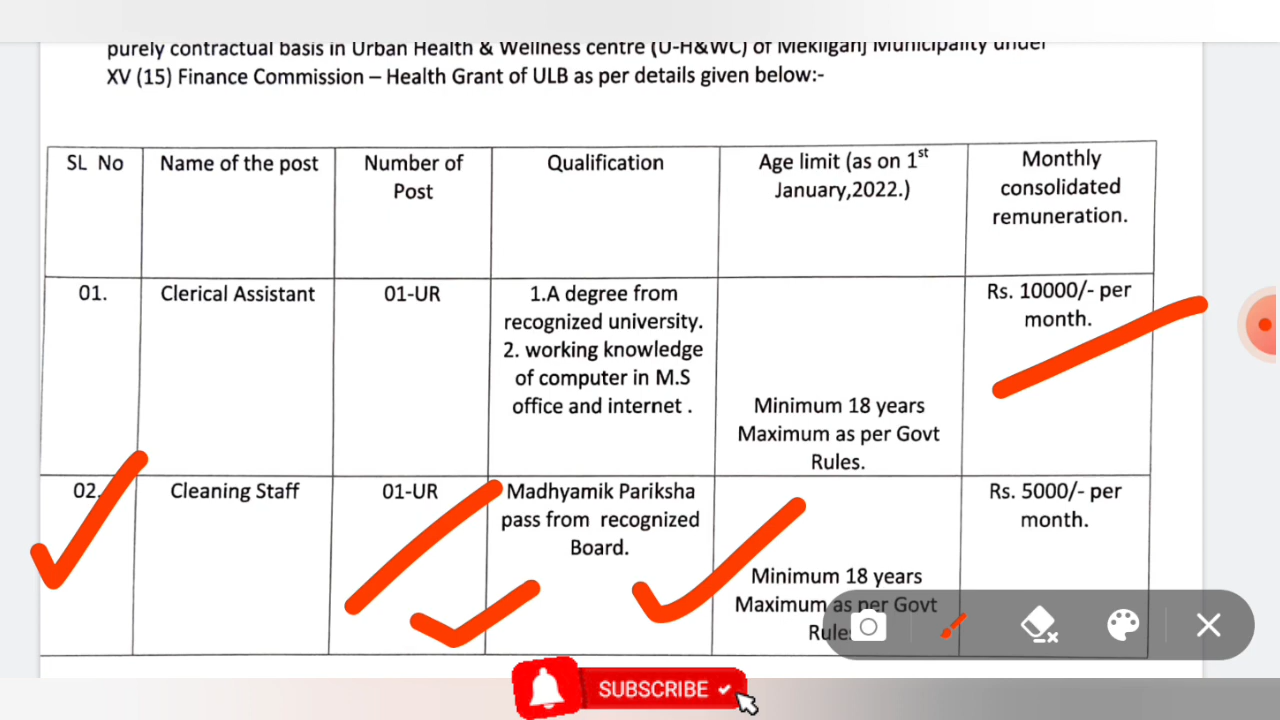 purely contractual basis in Urban Health & Wellness centre (U-H&WC) of Mekliganj Municipality under
XV (15) Finance Commission – Health Grant of ULB as per details given below:-
SL No
Name of the post
Number of
Post
Qualification
Age limit (as on 1st
January,2022.)
Monthly
consolidated
remuneration.
01.
Clerical Assistant
01-UR
1.A degree from
recognized university.
2. working knowledge
of computer in M.S
office and internet .
Minimum 18 years
Maximum as per Govt
Rules.
Rs. 10000/- per
month.
02.
Cleaning Staff
01-UR
Madhyamik Pariksha
pass from recognized
Board.
Minimum 18 years
Maximum as per Govt
Rules
Rs. 5000/- per
month.
SUBSCRIBE